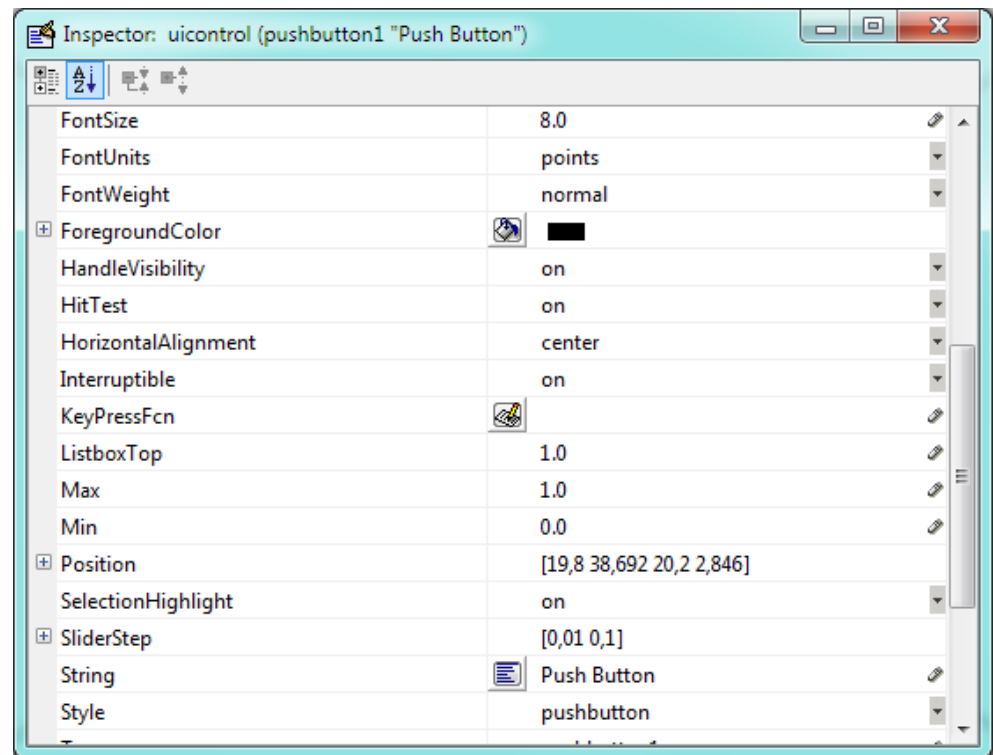 Inspector: uicontrol (pushbutton1 "Push Button")
FontSize 8.0
FontUnits points
FontWeight normal
ForegroundColor
HandleVisibility on
HitTest on
HorizontalAlignment center
Interruptible on
KeyPressFcn
ListboxTop 1.0
Max 1.0
Min 0.0
Position [19,8 38,692 20,2 2,846]
SelectionHighlight on
SliderStep [0,01 0,1]
String Push Button
Style pushbutton